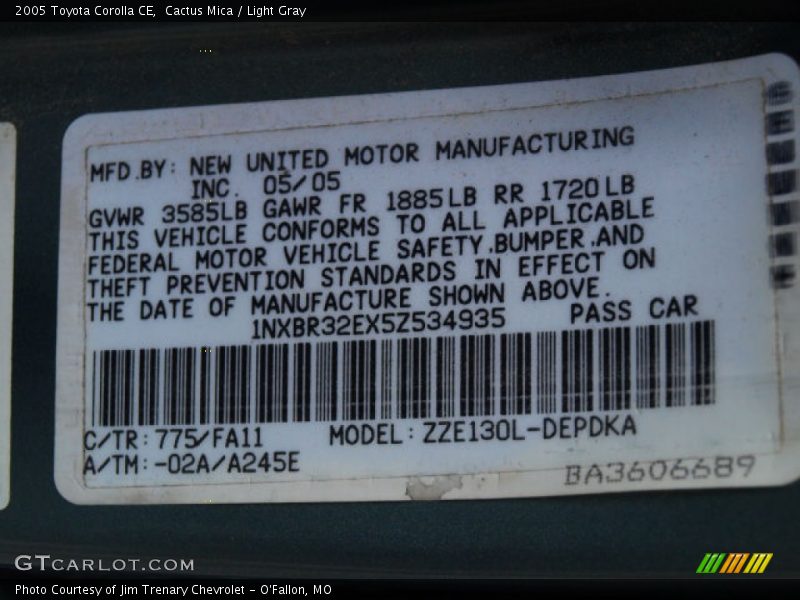 2005 Toyota Corolla CE,  Cactus Mica / Light Gray
MFD.BY: NEW UNITED MOTOR MANUFACTURING
INC. 05/05
GVWR 3585LB GAWR FR 1885LB RR 1720LB
THIS VEHICLE CONFORMS TO ALL APPLICABLE
FEDERAL MOTOR VEHICLE SAFETY,BUMPER,AND
THEFT PREVENTION STANDARDS IN EFFECT ON
THE DATE OF MANUFACTURE SHOWN ABOVE.
1NXBR32EX5Z534935 PASS CAR
C/TR:775/FA11 MODEL:ZZE130L-DEPDKA
A/TM:-02A/A245E
BA3606689
GTCARLOT.COM
Photo Courtesy of Jim Trenary Chevrolet - O'Fallon, MO